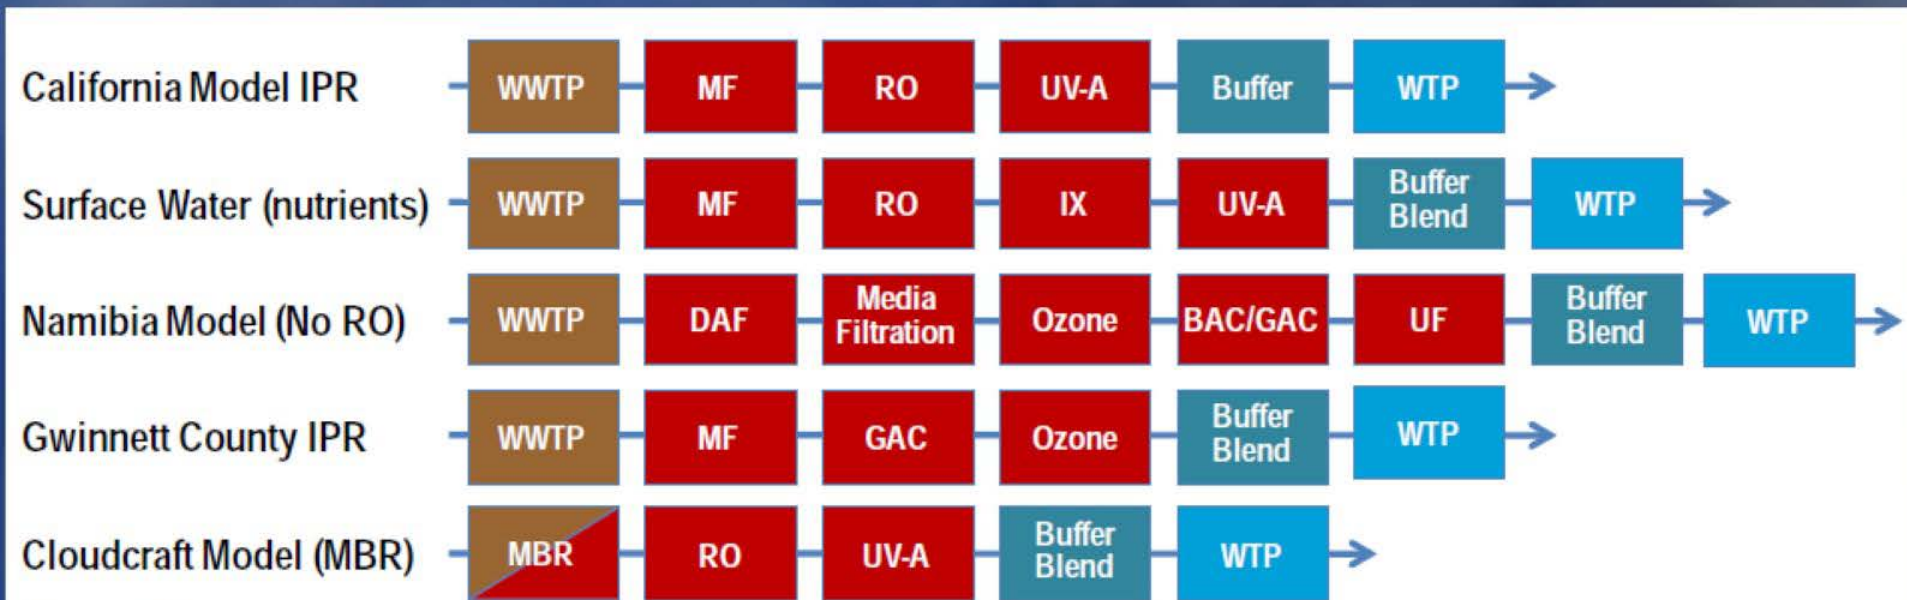 California Model IPR
WWTP
MF
RO
UV-A
Buffer
WTP
Surface Water (nutrients)
WWTP
MF
RO
IX
UV-A
Buffer
Blend
WTP
Namibia Model (No RO)
WWTP
DAF
Media
Filtration
Ozone
BAC/GAC
UF
Buffer
Blend
WTP
Gwinnett County IPR
WWTP
MF
GAC
Ozone
Buffer
Blend
WTP
Cloudcraft Model (MBR)
MBR
RO
UV-A
Buffer
Blend
WTP